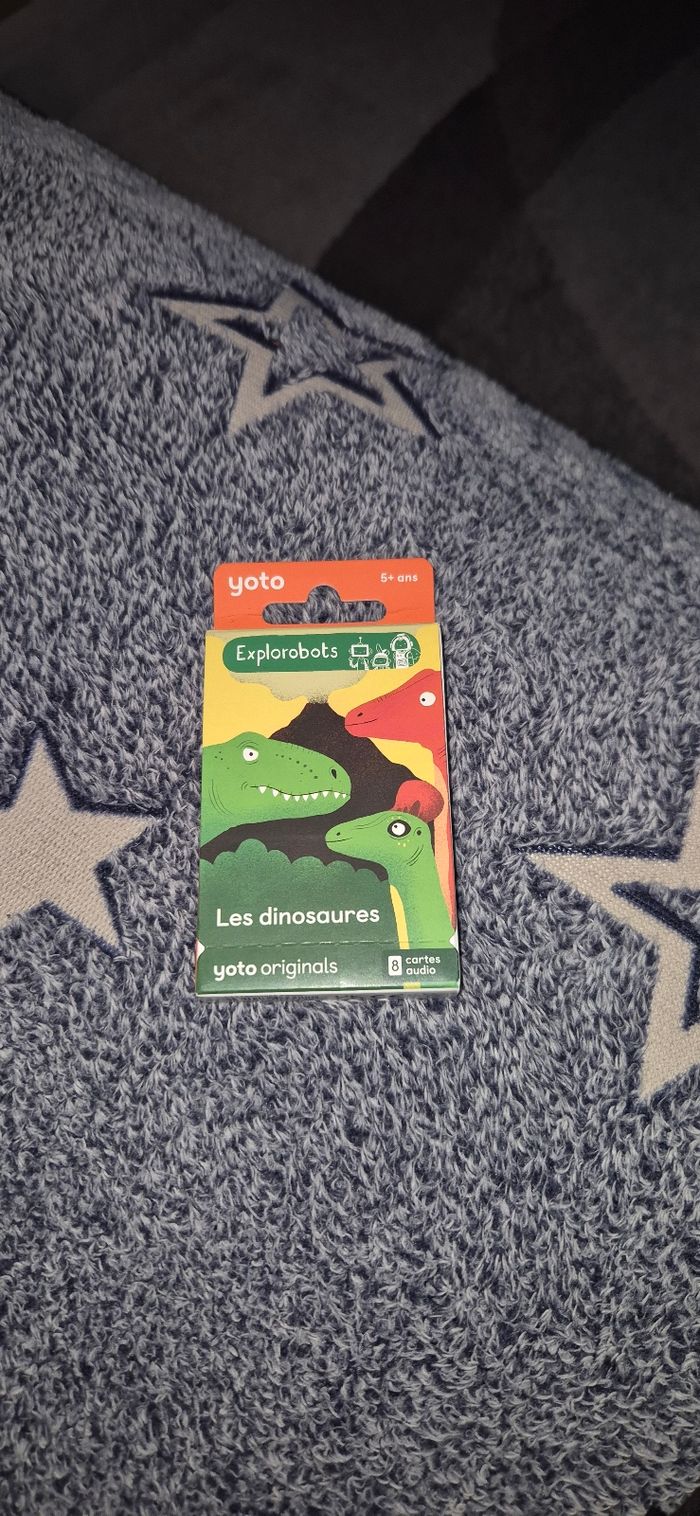 yoto
5+ ans
Explorobots
Les dinosaures
yoto originals
8 cartes
audio